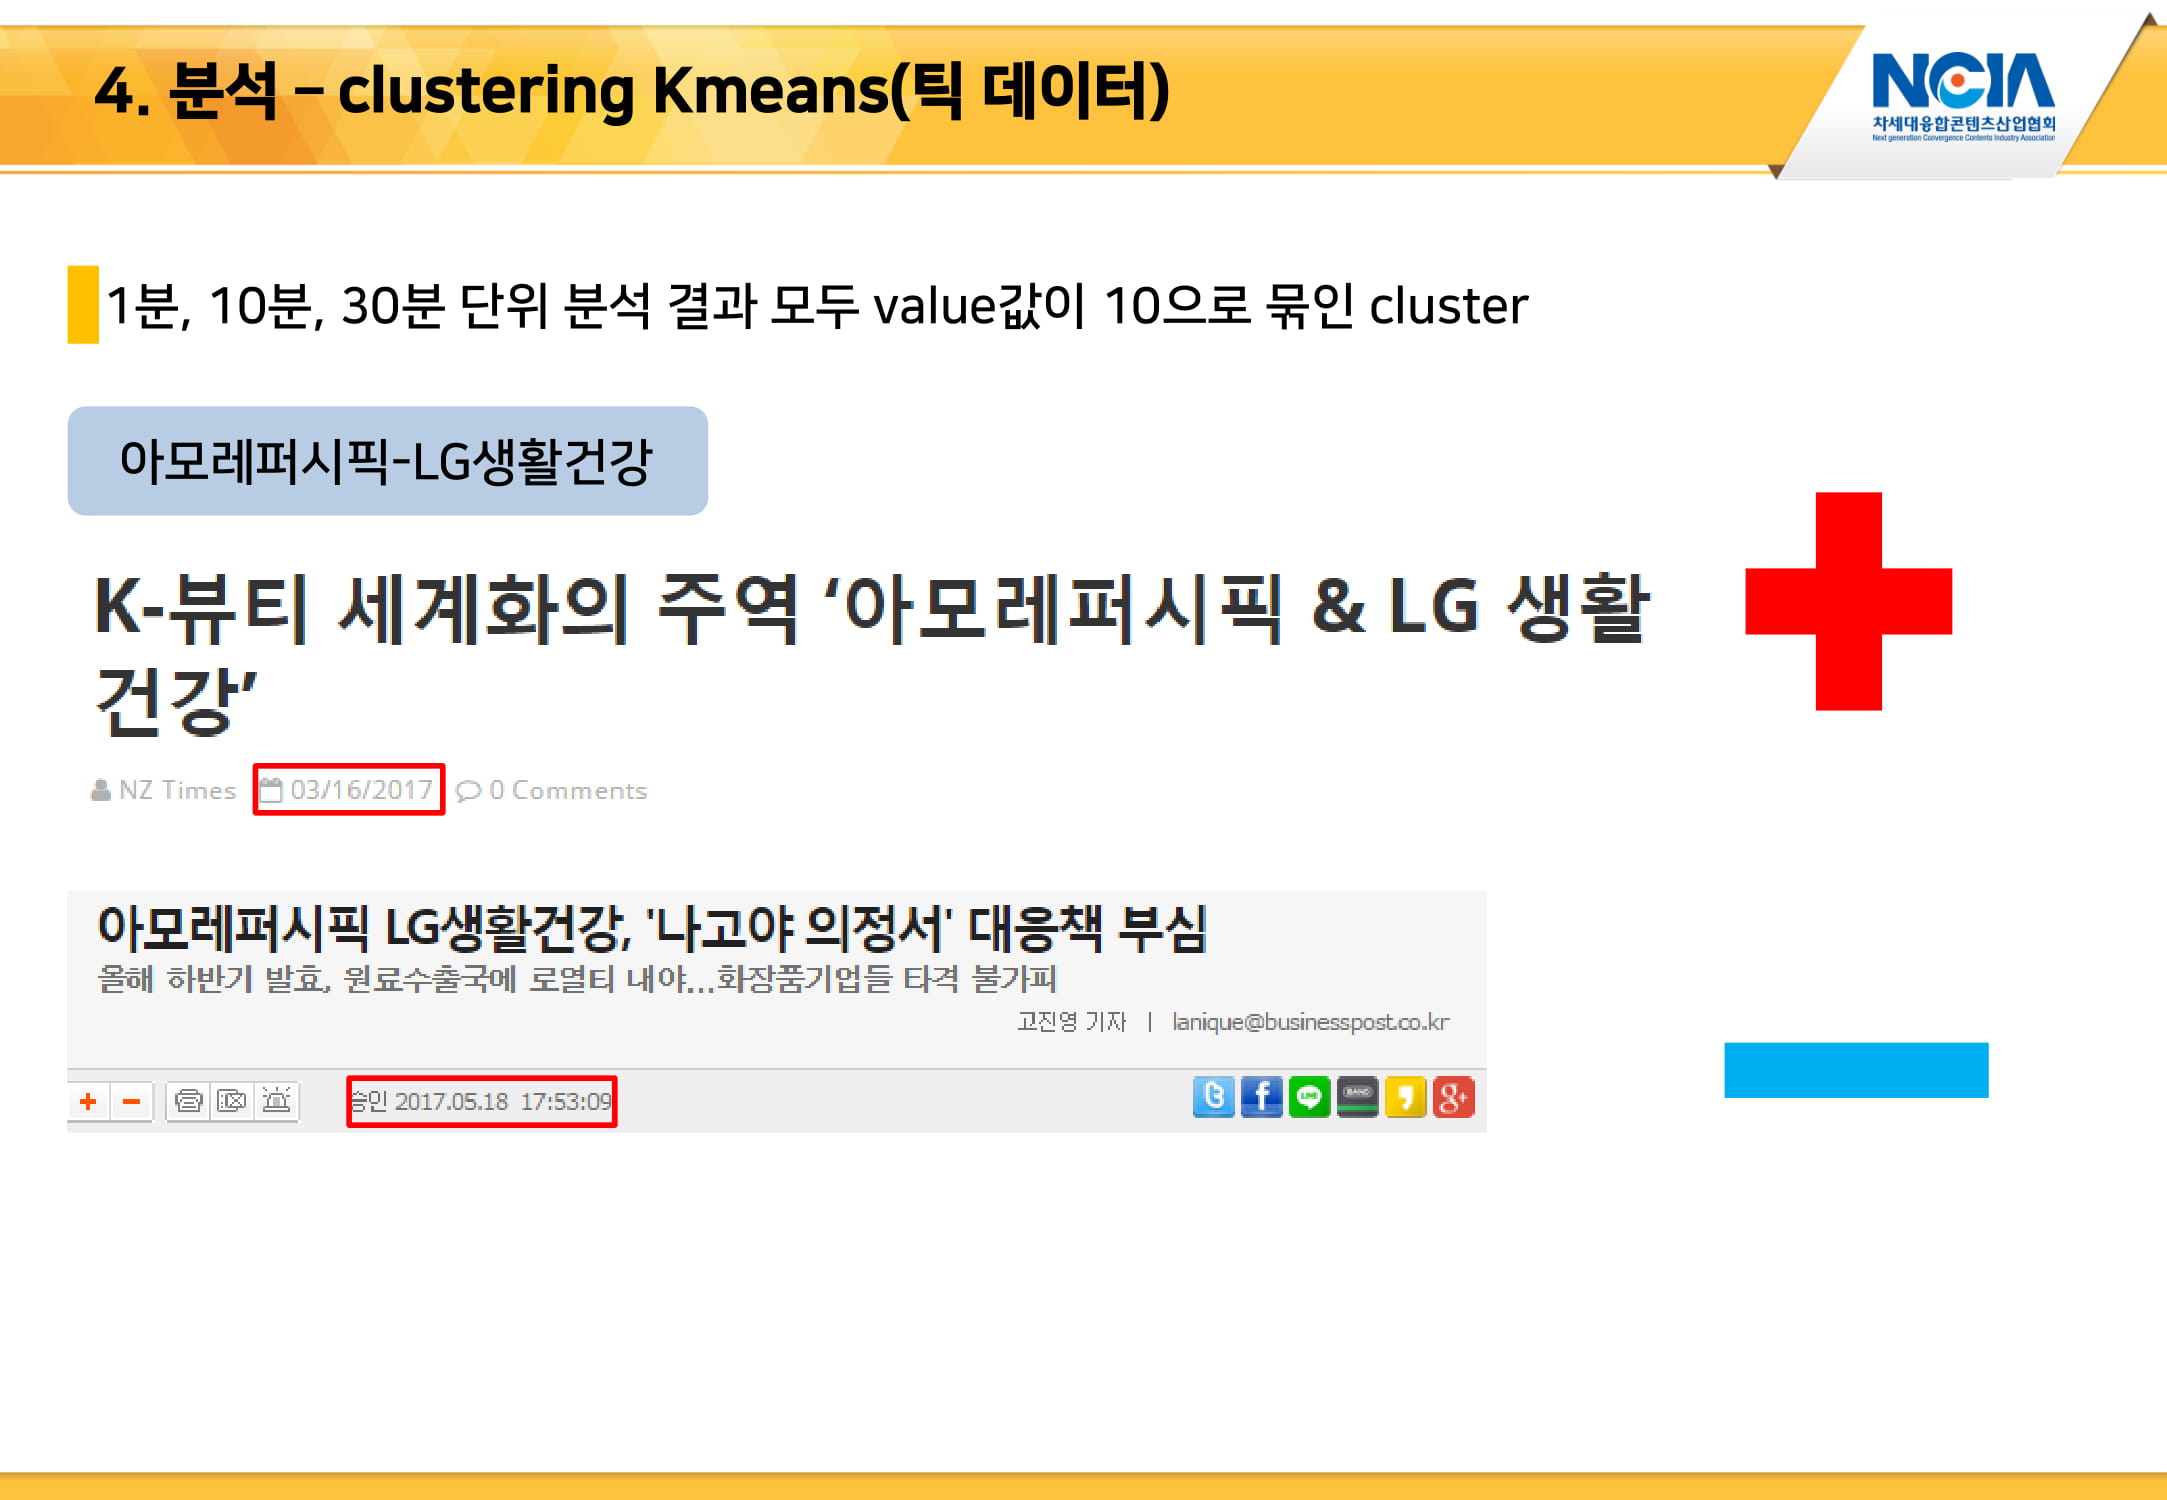 4. 분석 – clustering Kmeans(틱 데이터)
NCIA
차세대융합콘텐츠산업협회
Next generation Convergence Contents Industry Association
1분, 10분, 30분 단위 분석 결과 모두 value값이 10으로 묶인 cluster
아모레퍼시픽-LG생활건강
K-뷰티 세계화의 주역 ‘아모레퍼시픽 & LG 생활
건강’
NZ Times 03/16/2017 0 Comments
아모레퍼시픽 LG생활건강, '나고야 의정서' 대응책 부심
올해 하반기 발효, 원료수출국에 로열티 내야...화장품기업들 타격 불가피
고진영 기자 | lanique@businesspost.co.kr
승인 2017.05.18 17:53:09